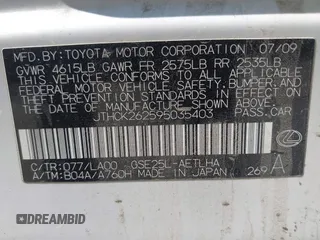 MFD. BY: TOYOTA MOTOR CORPORATION 07/09
GVWR 4615LB GAWR FR 2575LB RR 2535LB
THIS VEHICLE CONFORMS TO ALL APPLICABLE
FEDERAL MOTOR VEHICLE SAFETY, BUMPER, AND
THEFT PREVENTION STANDARDS IN EFFECT ON THE DATE OF
MANUFACTURE SHOWN ABOVE.
JTHCK262595035403 PASS.CAR
C/TR:077/LA00 GSE25L-AETLHA
A/TM:B04A/A760H MADE IN JAPAN 269 A